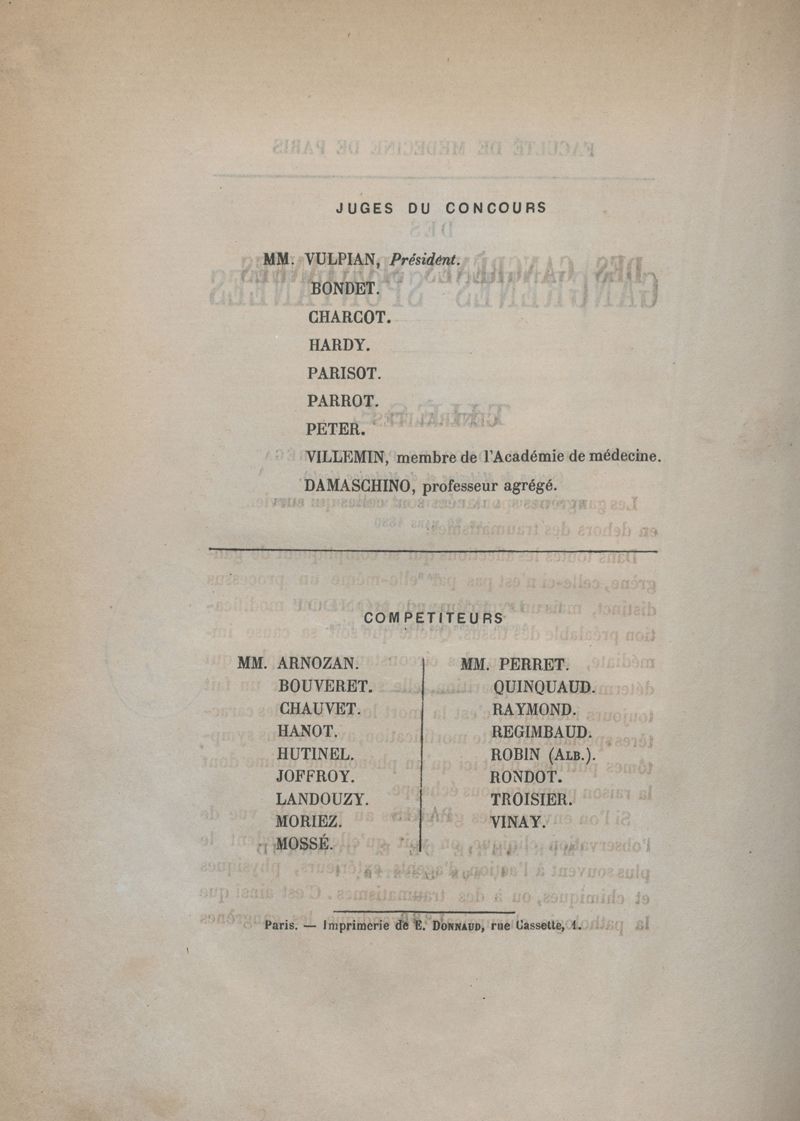 JUGES DU CONCOURS
MM. VULPIAN, Président.
BONDET.
CHARCOT.
HARDY.
PARISOT.
PARROT.
PETER.
VILLEMIN, membre de l'Académie de médecine.
DAMASCHINO, professeur agrégé.
COMPETITEURS
MM. ARNOZAN.
BOUVERET.
CHAUVET.
HANOT.
HUTINEL.
JOFFROY.
LANDOUZY.
MORIEZ.
MOSSÉ.
MM. PERRET.
QUINQUAUD.
RAYMOND.
REGIMBAUD.
ROBIN (ALB.).
RONDOT.
TROISIER.
VINAY.
Paris. — Imprimerie de E. DONNAUD, rue Cassette, 1.